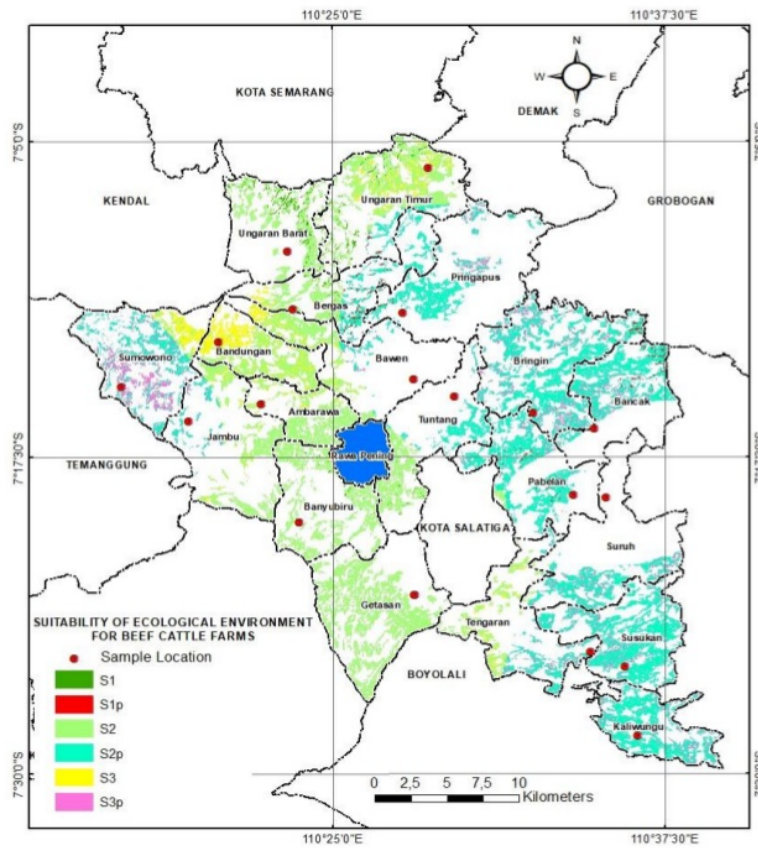 110°25'0"E 110°37'30"E
N
W E
S
KOTA SEMARANG
DEMAK
7°5'0"S
KENDAL
Ungaran Timur
GROBOGAN
Ungaran Barat
Pringapus
Bergas
Sumowono
Bandungan
Bawen
Bringin
Bancak
Ambarawa
Tuntang
Jambu
TEMANGGUNG
Rawa Pening
7°17'30"S
Pabelan
Banyubiru
KOTA SALATIGA
Suruh
Getasan
SUITABILITY OF ECOLOGICAL ENVIRONMENT
FOR BEEF CATTLE FARMS
Tengaran
Susukan
Sample Location
BOYOLALI
S1
S1p
S2
Kaliwungu
S2p
S3
S3p
7°30'0"S
0 2,5 5 7,5 10
Kilometers
110°25'0"E 110°37'30"E